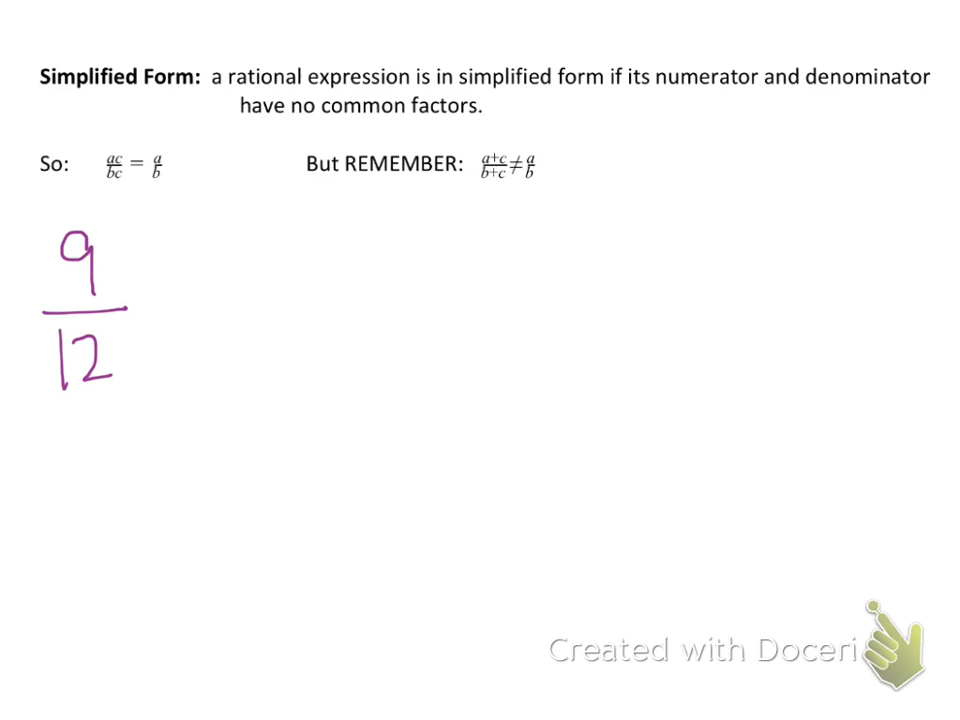 Simplified Form: a rational expression is in simplified form if its numerator and denominator
have no common factors.
So: ac/bc = a/b But REMEMBER: a+c/b+c ≠ a/b
9
12
Created with Doceri